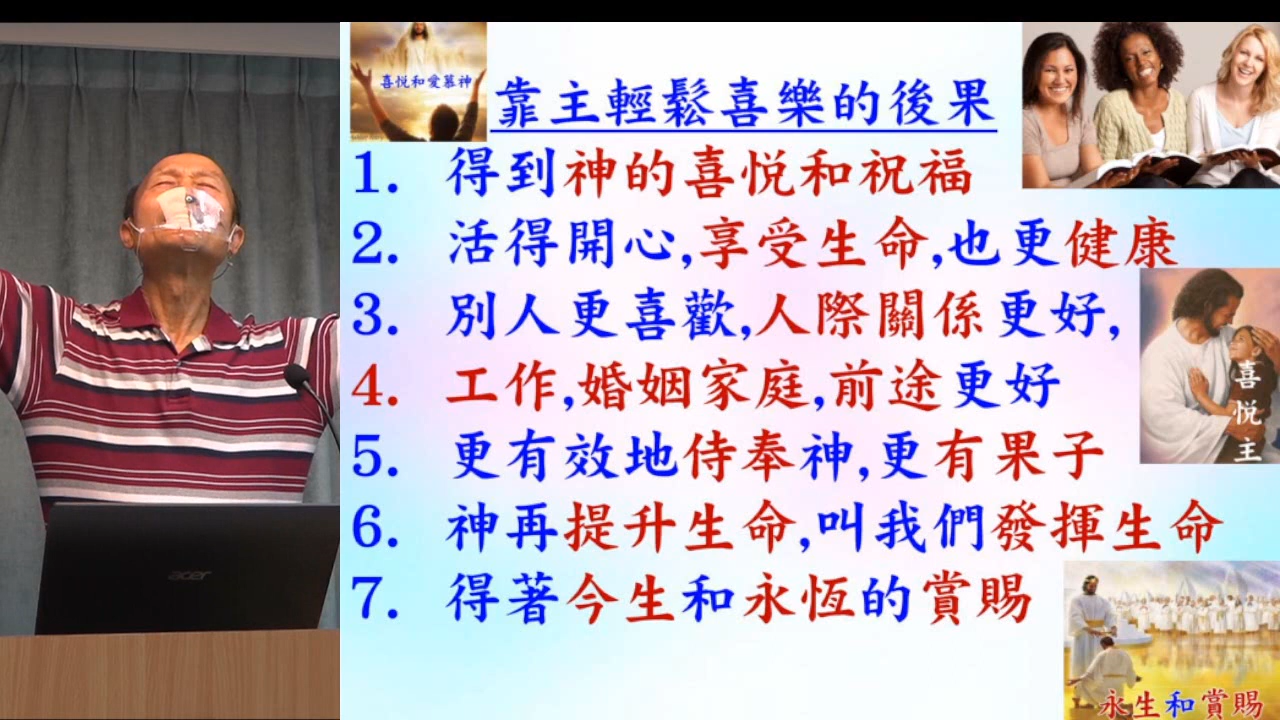 喜悦和愛慕神
靠主輕鬆喜樂的後果
1. 得到神的喜悦和祝福
2. 活得開心,享受生命,也更健康
3. 別人更喜歡,人際關係更好,
4. 工作,婚姻家庭,前途更好
5. 更有效地侍奉神,更有果子
6. 神再提升生命,叫我們發揮生命
7. 得著今生和永恆的賞賜
喜悦主
永生和賞賜
acer